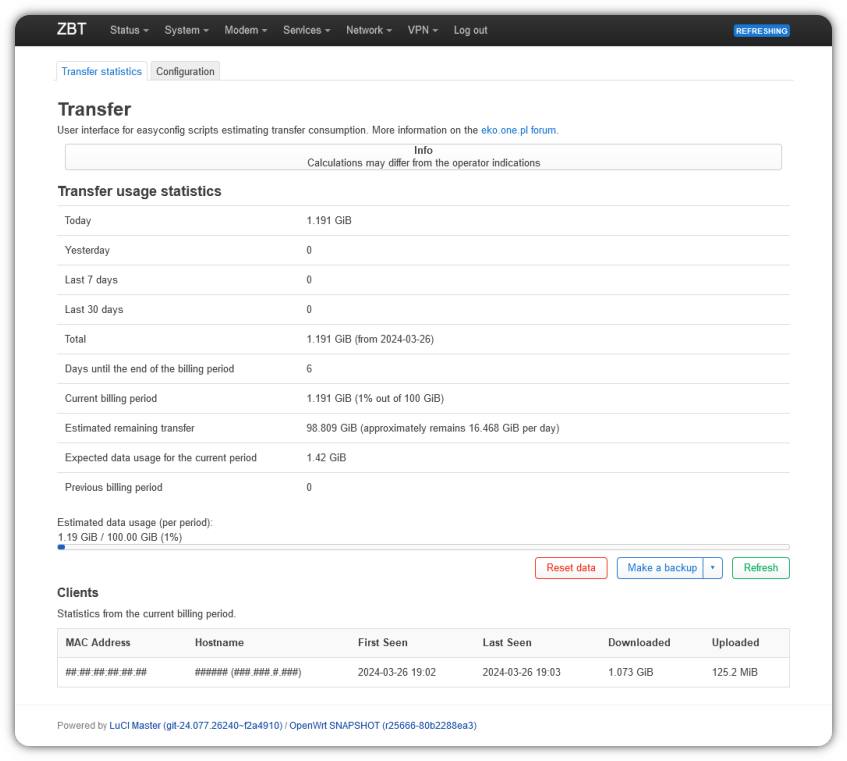 ZBT Status System Modem Services Network VPN Log out REFRESHING
Transfer statistics Configuration
Transfer
User interface for easyconfig scripts estimating transfer consumption. More information on the eko.one.pl forum.
Info
Calculations may differ from the operator indications
Transfer usage statistics
Today 1.191 GiB
Yesterday 0
Last 7 days 0
Last 30 days 0
Total 1.191 GiB (from 2024-03-26)
Days until the end of the billing period 6
Current billing period 1.191 GiB (1% out of 100 GiB)
Estimated remaining transfer 98.809 GiB (approximately remains 16.468 GiB per day)
Expected data usage for the current period 1.42 GiB
Previous billing period 0
Estimated data usage (per period):
1.19 GiB / 100.00 GiB (1%)
Reset data Make a backup Refresh
Clients
Statistics from the current billing period.
MAC Address Hostname First Seen Last Seen Downloaded Uploaded
##:##:##:##:##:## ###### (###.###.#.###) 2024-03-26 19:02 2024-03-26 19:03 1.073 GiB 125.2 MiB
Powered by LuCI Master (git-24.077.26240~f2a4910) / OpenWrt SNAPSHOT (r25666-80b2288ea3)